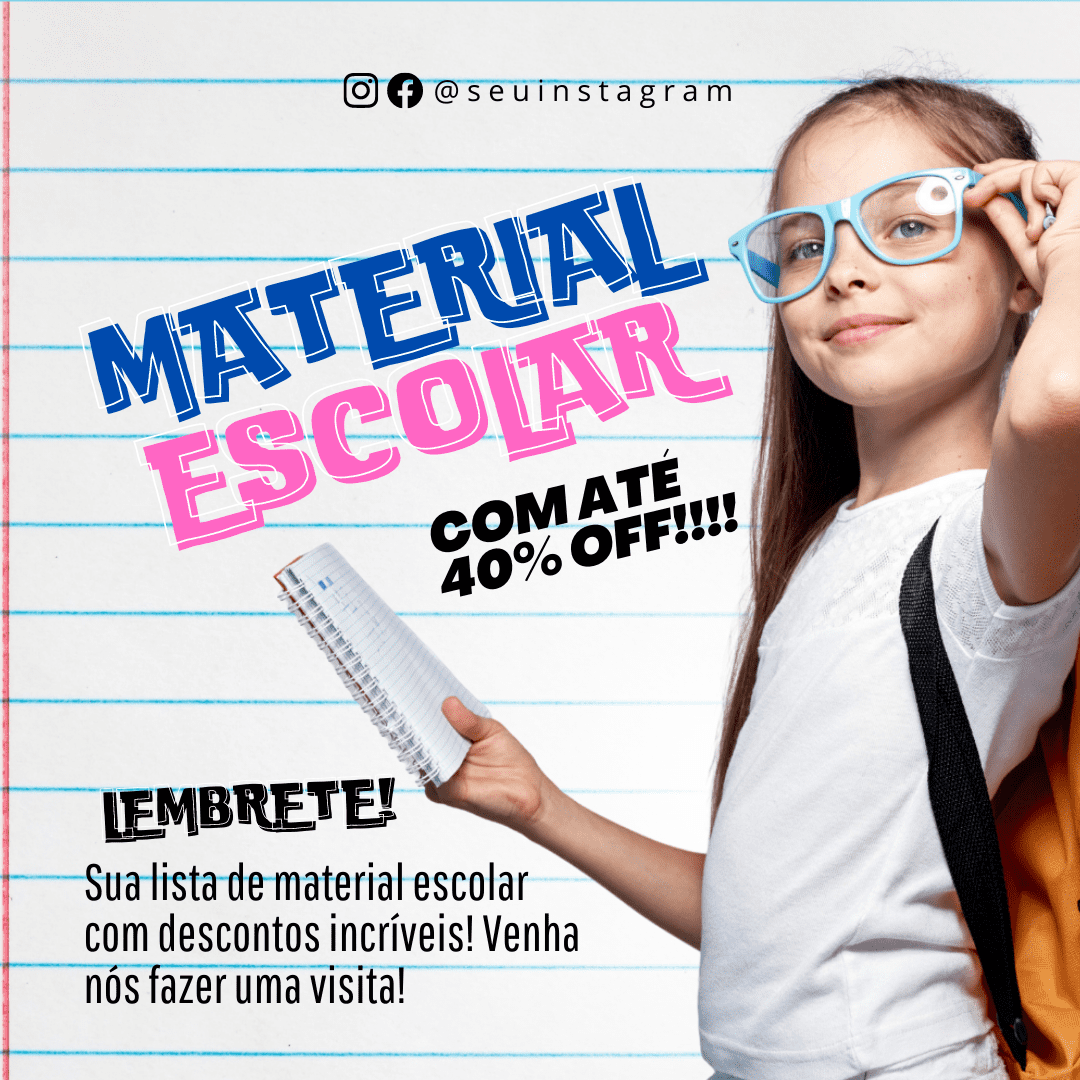 @seuinstagram
MATERIAL
ESCOLAR
COM ATÉ
40% OFF!!!!
LEMBRETE!
Sua lista de material escolar
com descontos incríveis! Venha
nós fazer uma visita!